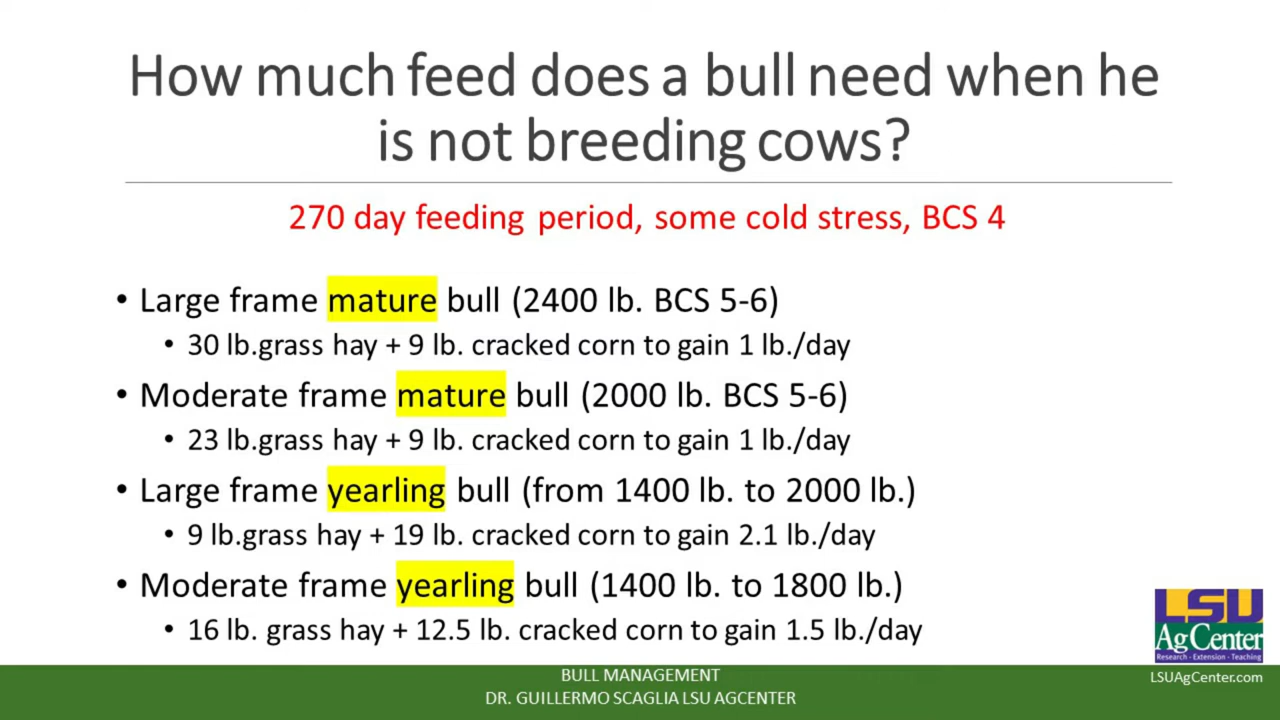 How much feed does a bull need when he
is not breeding cows?
270 day feeding period, some cold stress, BCS 4
• Large frame mature bull (2400 lb. BCS 5-6)
• 30 lb.grass hay + 9 lb. cracked corn to gain 1 lb./day
• Moderate frame mature bull (2000 lb. BCS 5-6)
• 23 lb.grass hay + 9 lb. cracked corn to gain 1 lb./day
• Large frame yearling bull (from 1400 lb. to 2000 lb.)
• 9 lb.grass hay + 19 lb. cracked corn to gain 2.1 lb./day
• Moderate frame yearling bull (1400 lb. to 1800 lb.)
• 16 lb. grass hay + 12.5 lb. cracked corn to gain 1.5 lb./day
LSU
AgCenter
Research - Extension - Teaching
LSUAgCenter.com
BULL MANAGEMENT
DR. GUILLERMO SCAGLIA LSU AGCENTER